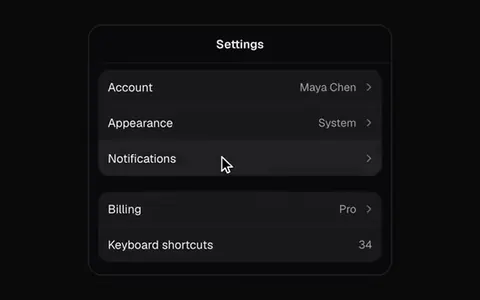 Settings
Account Maya Chen
Appearance System
Notifications
Billing Pro
Keyboard shortcuts 34